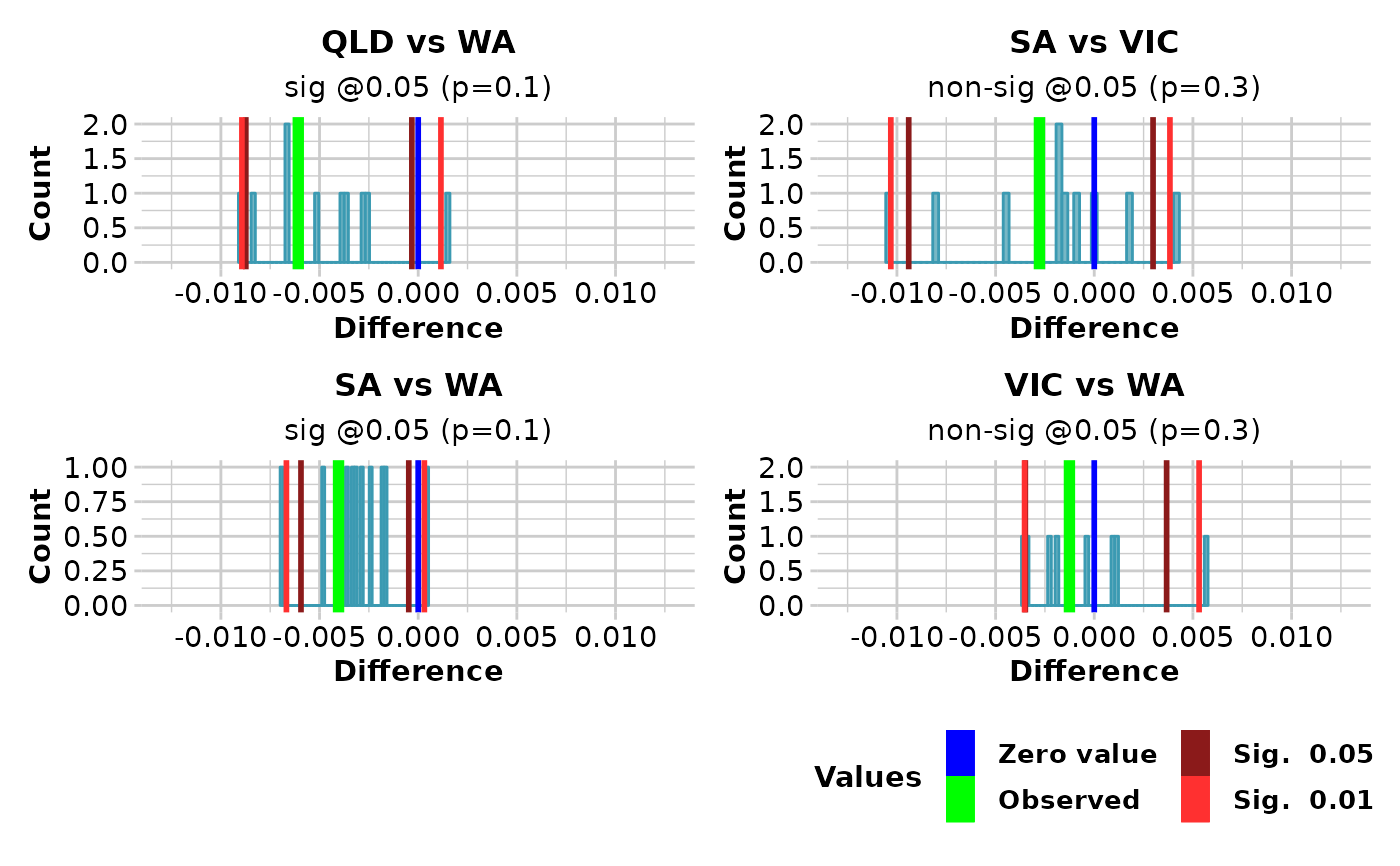 QLD vs WA
sig @0.05 (p=0.1)
2.0
1.5
1.0
0.5
0.0
Count
-0.010 -0.005 0.000 0.005 0.010
Difference
SA vs VIC
non-sig @0.05 (p=0.3)
2.0
1.5
1.0
0.5
0.0
Count
-0.010 -0.005 0.000 0.005 0.010
Difference
SA vs WA
sig @0.05 (p=0.1)
1.00
0.75
0.50
0.25
0.00
Count
-0.010 -0.005 0.000 0.005 0.010
Difference
VIC vs WA
non-sig @0.05 (p=0.3)
2.0
1.5
1.0
0.5
0.0
Count
-0.010 -0.005 0.000 0.005 0.010
Difference
Values
Zero value
Observed
Sig.  0.05
Sig.  0.01